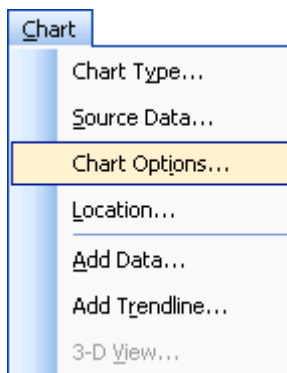 Chart
Chart Type...
Source Data...
Chart Options...
Location...
Add Data...
Add Trendline...
3-D View...